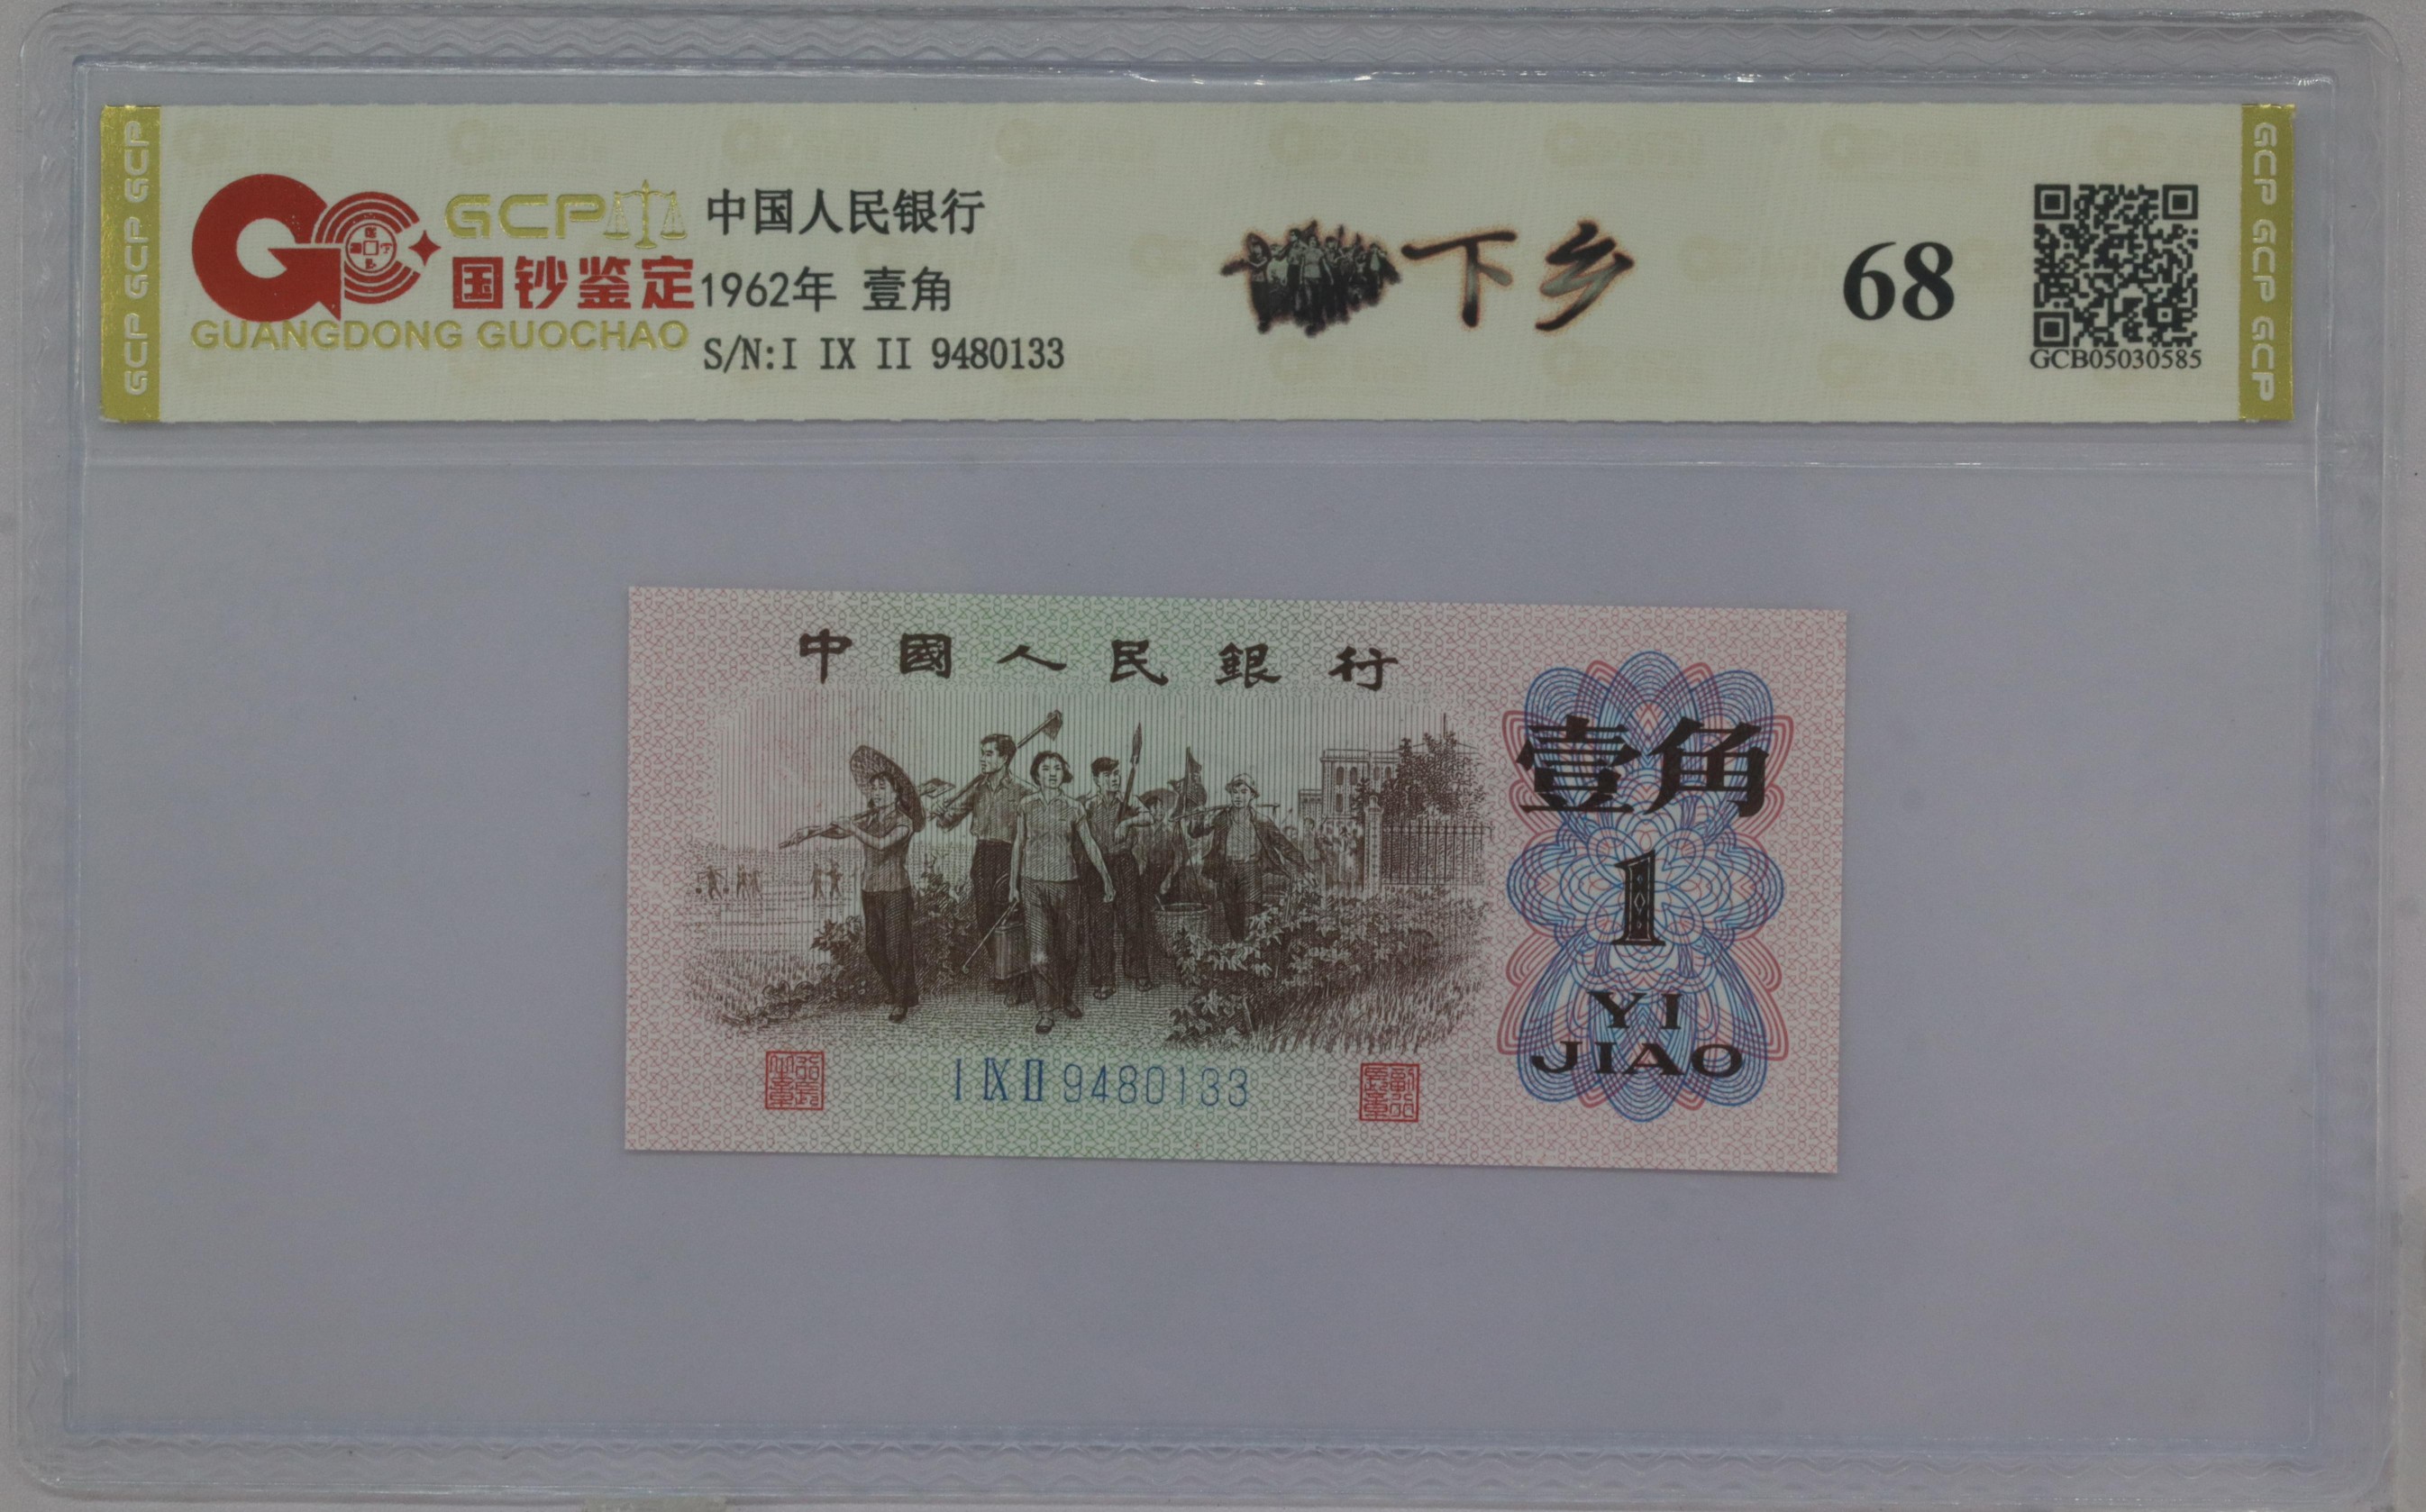 GCP GCP GCP
GCP
国钞鉴定
GUANGDONG GUOCHAO
中国人民银行
1962年 壹角
S/N:I IX II 9480133
下乡
68
GCB05030585
GCP GCP GCP
中國人民銀行
壹角
1
YI
JIAO
I IX II 9480133